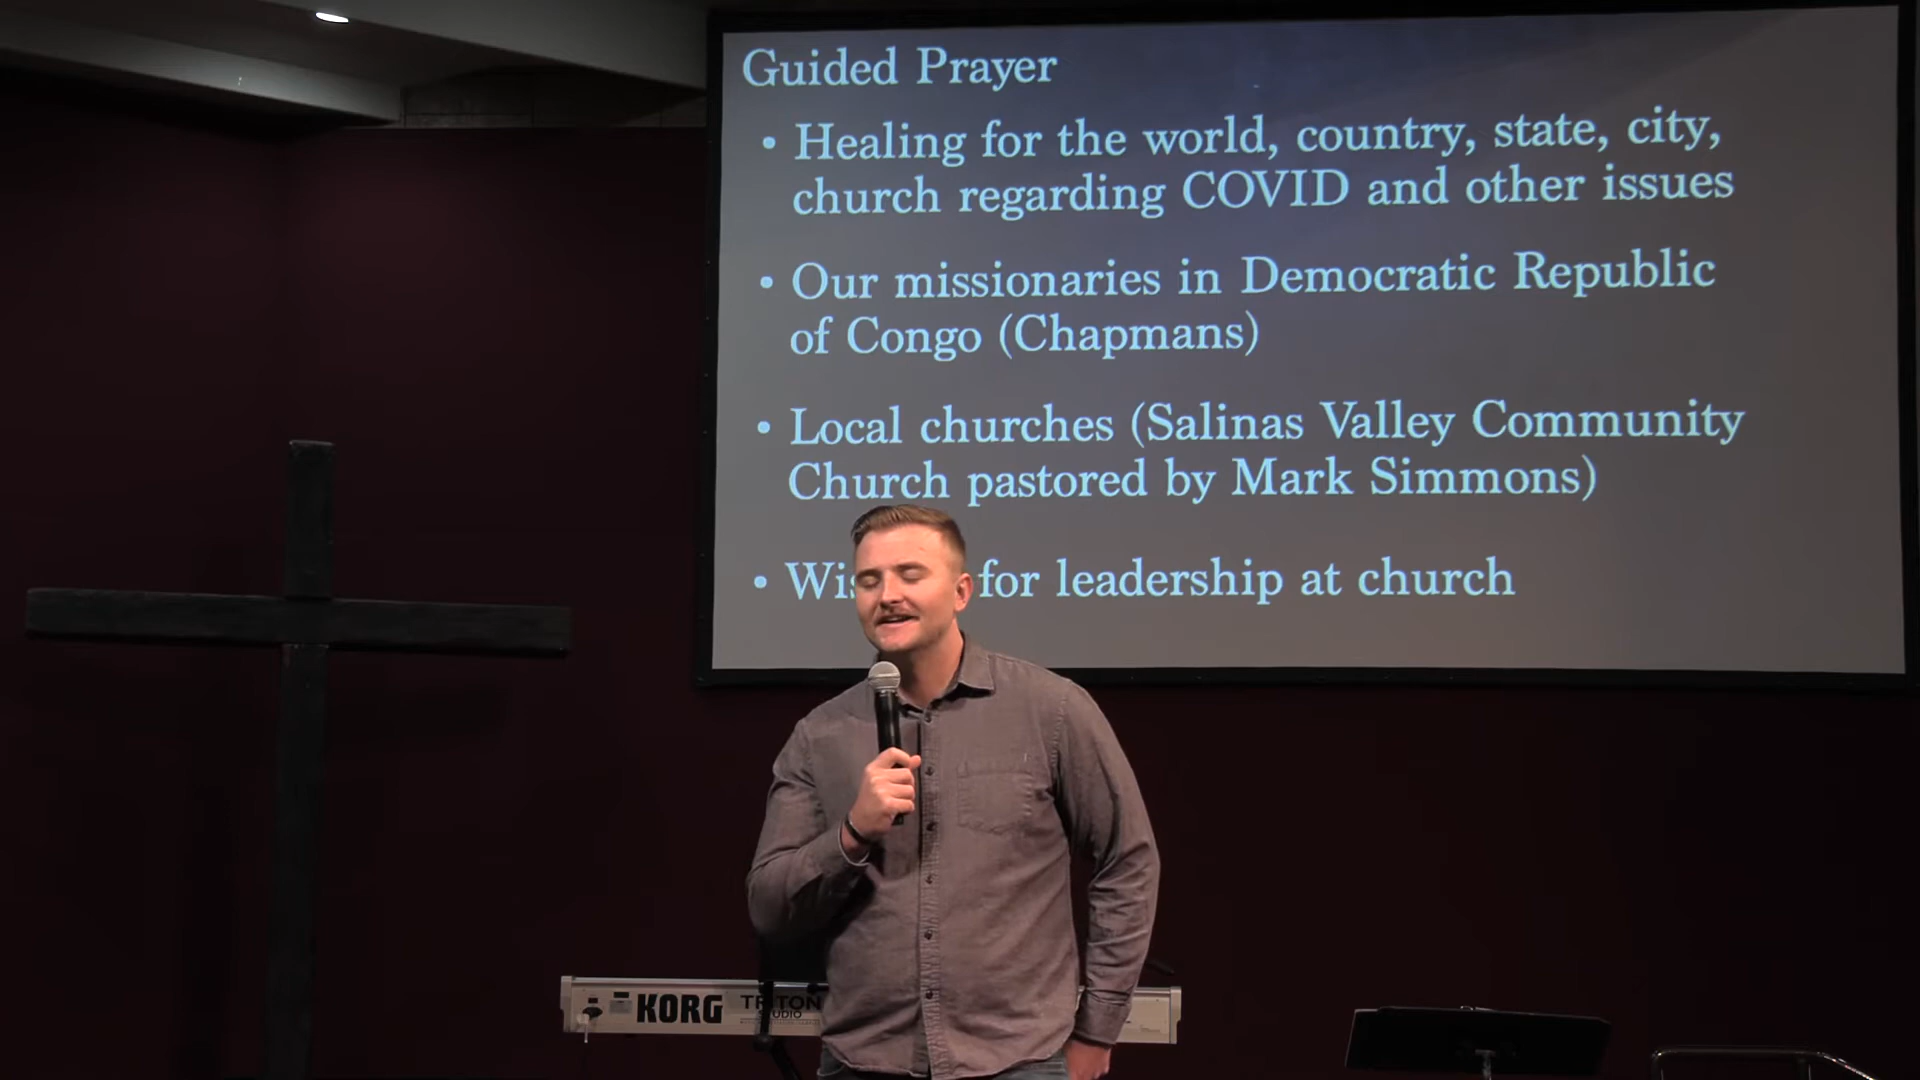 Guided Prayer
• Healing for the world, country, state, city,
church regarding COVID and other issues
• Our missionaries in Democratic Republic
of Congo (Chapmans)
• Local churches (Salinas Valley Community
Church pastored by Mark Simmons)
• for leadership at church
KORG
TRITON
STUDIO